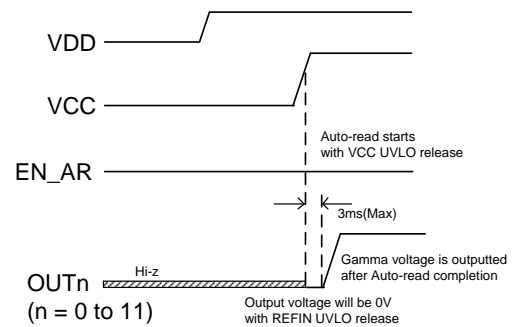 VDD
VCC
Auto-read starts
with VCC UVLO release
EN_AR
3ms(Max)
Hi-z
Gamma voltage is outputted
after Auto-read completion
OUTn
(n = 0 to 11)
Output voltage will be 0V
with REFIN UVLO release